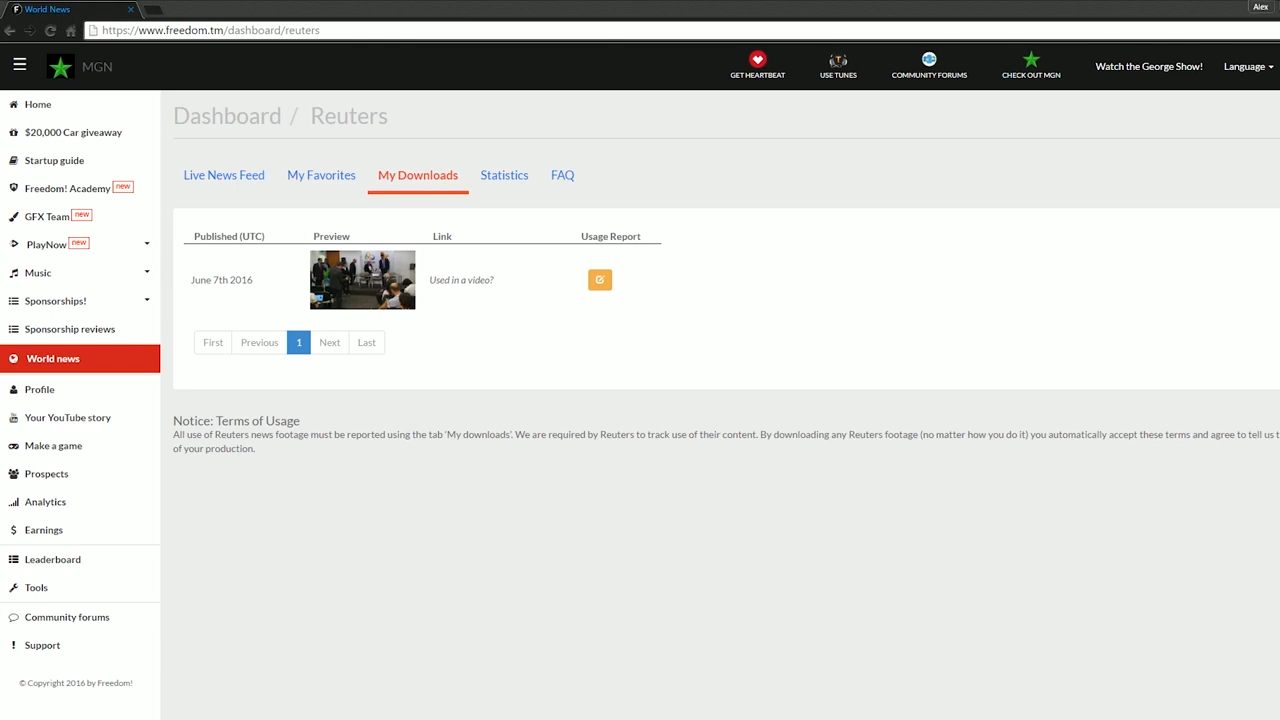 World News
Alex
https://www.freedom.tm/dashboard/reuters
MGN
GET HEARTBEAT
USE TUNES
COMMUNITY FORUMS
CHECK OUT MGN
Watch the George Show!
Language
Home
$20,000 Car giveaway
Startup guide
Freedom! Academy new
GFX Team new
PlayNow new
Music
Sponsorships!
Sponsorship reviews
World news
Profile
Your YouTube story
Make a game
Prospects
Analytics
Earnings
Leaderboard
Tools
Community forums
Support
© Copyright 2016 by Freedom!
Dashboard / Reuters
Live News Feed My Favorites My Downloads Statistics FAQ
Published (UTC) Preview Link Usage Report
June 7th 2016 Used in a video?
First Previous 1 Next Last
Notice: Terms of Usage
All use of Reuters news footage must be reported using the tab 'My downloads'. We are required by Reuters to track use of their content. By downloading any Reuters footage (no matter how you do it) you automatically accept these terms and agree to tell us t
of your production.